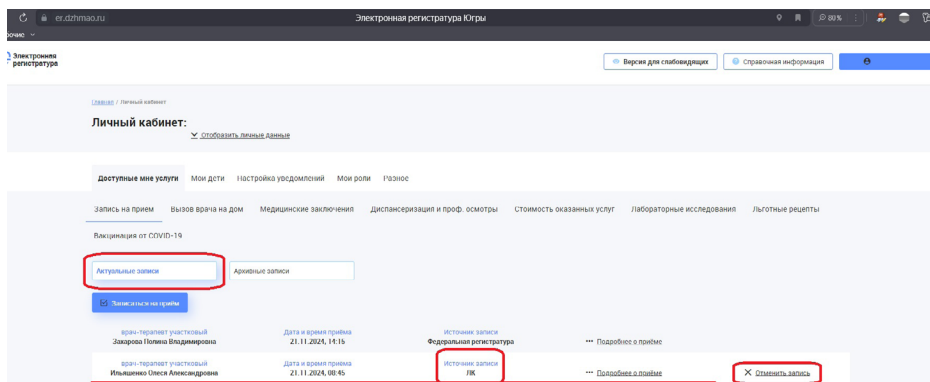 er.dzhmao.ru
Электронная регистратура Югры
80 %
Электронная
регистратура
Версия для слабовидящих
Справочная информация
Главная / Личный кабинет
Личный кабинет:
Отобразить личные данные
Доступные мне услуги Мои дети Настройка уведомлений Мои роли Разное
Запись на прием Вызов врача на дом Медицинские заключения Диспансеризация и проф. осмотры Стоимость оказанных услуг Лабораторные исследования Льготные рецепты
Вакцинация от COVID-19
Актуальные записи Архивные записи
Записаться на приём
врач-терапевт участковый Дата и время приёма Источник записи
Захарова Полина Владимировна 21.11.2024, 14:15 Федеральная регистратура ••• Подробнее о приёме
врач-терапевт участковый Дата и время приёма Источник записи
Ильяшенко Олеся Александровна 21.11.2024, 08:45 ЛК ••• Подробнее о приёме Отменить запись